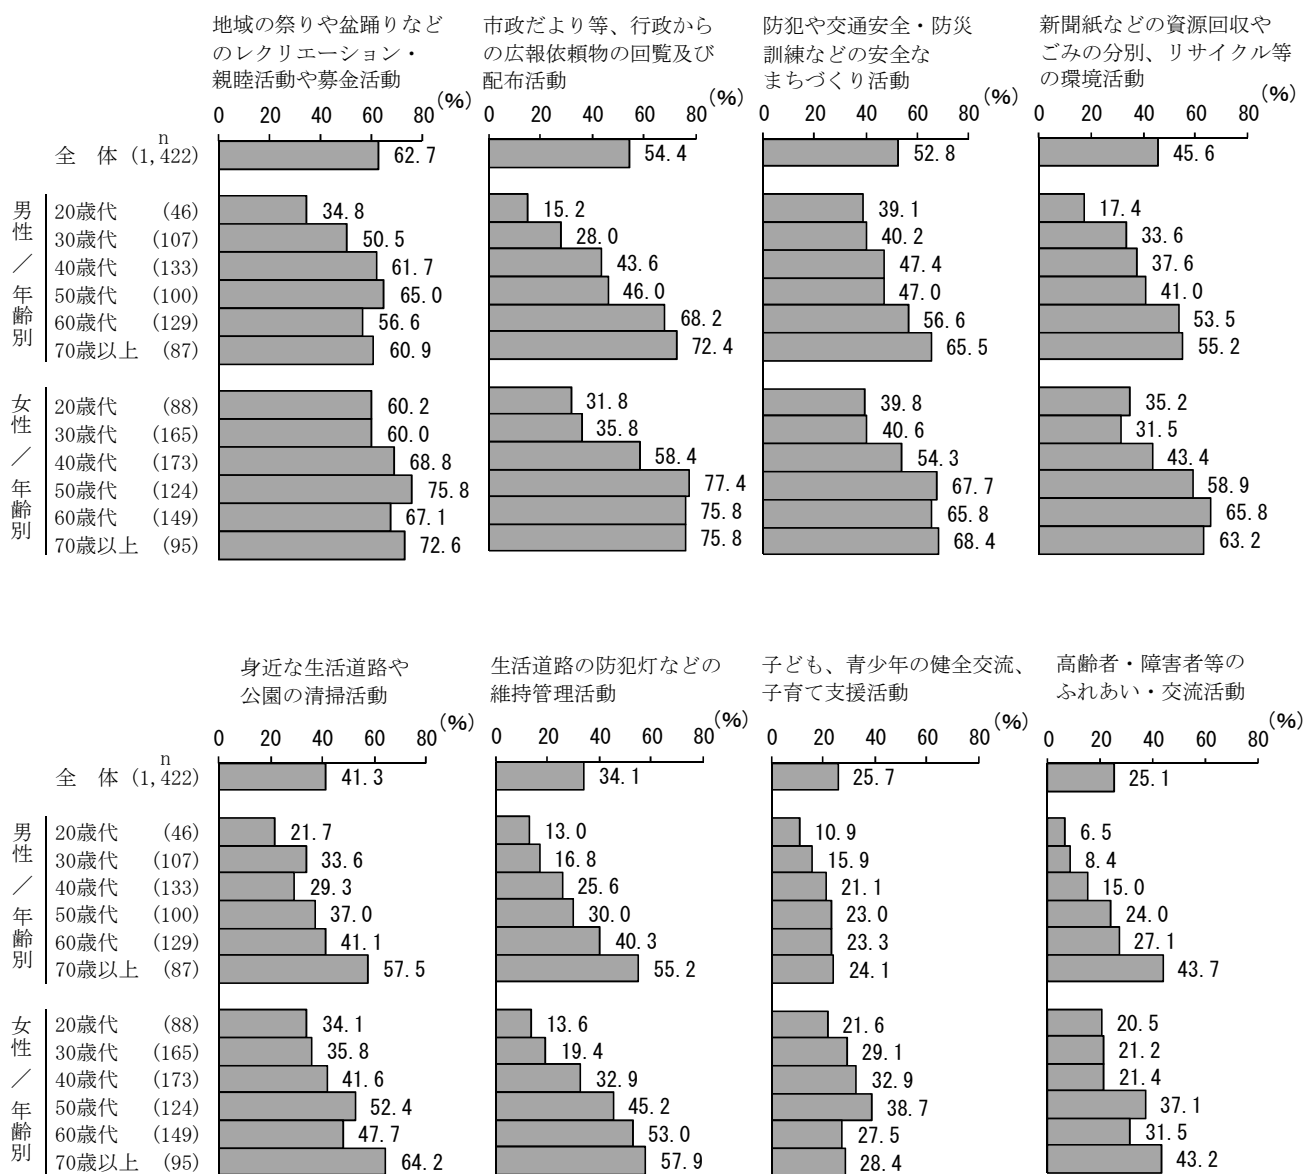 地域の祭りや盆踊りなど
のレクリエーション・
親睦活動や募金活動
市政だより等、行政から
の広報依頼物の回覧及び
配布活動
防犯や交通安全・防災
訓練などの安全な
まちづくり活動
新聞紙などの資源回収や
ごみの分別、リサイクル等
の環境活動
(%) (%) (%) (%)
0 20 40 60 80 0 20 40 60 80 0 20 40 60 80 0 20 40 60 80
n
全 体 (1,422) 62.7 54.4 52.8 45.6
男性／年齢別
20歳代 (46) 34.8 15.2 39.1 17.4
30歳代 (107) 50.5 28.0 40.2 33.6
40歳代 (133) 61.7 43.6 47.4 37.6
50歳代 (100) 65.0 46.0 47.0 41.0
60歳代 (129) 56.6 68.2 56.6 53.5
70歳以上 (87) 60.9 72.4 65.5 55.2
女性／年齢別
20歳代 (88) 60.2 31.8 39.8 35.2
30歳代 (165) 60.0 35.8 40.6 31.5
40歳代 (173) 68.8 58.4 54.3 43.4
50歳代 (124) 75.8 77.4 67.7 58.9
60歳代 (149) 67.1 75.8 65.8 65.8
70歳以上 (95) 72.6 75.8 68.4 63.2
身近な生活道路や
公園の清掃活動
生活道路の防犯灯などの
維持管理活動
子ども、青少年の健全交流、
子育て支援活動
高齢者・障害者等の
ふれあい・交流活動
(%) (%) (%) (%)
0 20 40 60 80 0 20 40 60 80 0 20 40 60 80 0 20 40 60 80
n
全 体 (1,422) 41.3 34.1 25.7 25.1
男性／年齢別
20歳代 (46) 21.7 13.0 10.9 6.5
30歳代 (107) 33.6 16.8 15.9 8.4
40歳代 (133) 29.3 25.6 21.1 15.0
50歳代 (100) 37.0 30.0 23.0 24.0
60歳代 (129) 41.1 40.3 23.3 27.1
70歳以上 (87) 57.5 55.2 24.1 43.7
女性／年齢別
20歳代 (88) 34.1 13.6 21.6 20.5
30歳代 (165) 35.8 19.4 29.1 21.2
40歳代 (173) 41.6 32.9 32.9 21.4
50歳代 (124) 52.4 45.2 38.7 37.1
60歳代 (149) 47.7 53.0 27.5 31.5
70歳以上 (95) 64.2 57.9 28.4 43.2